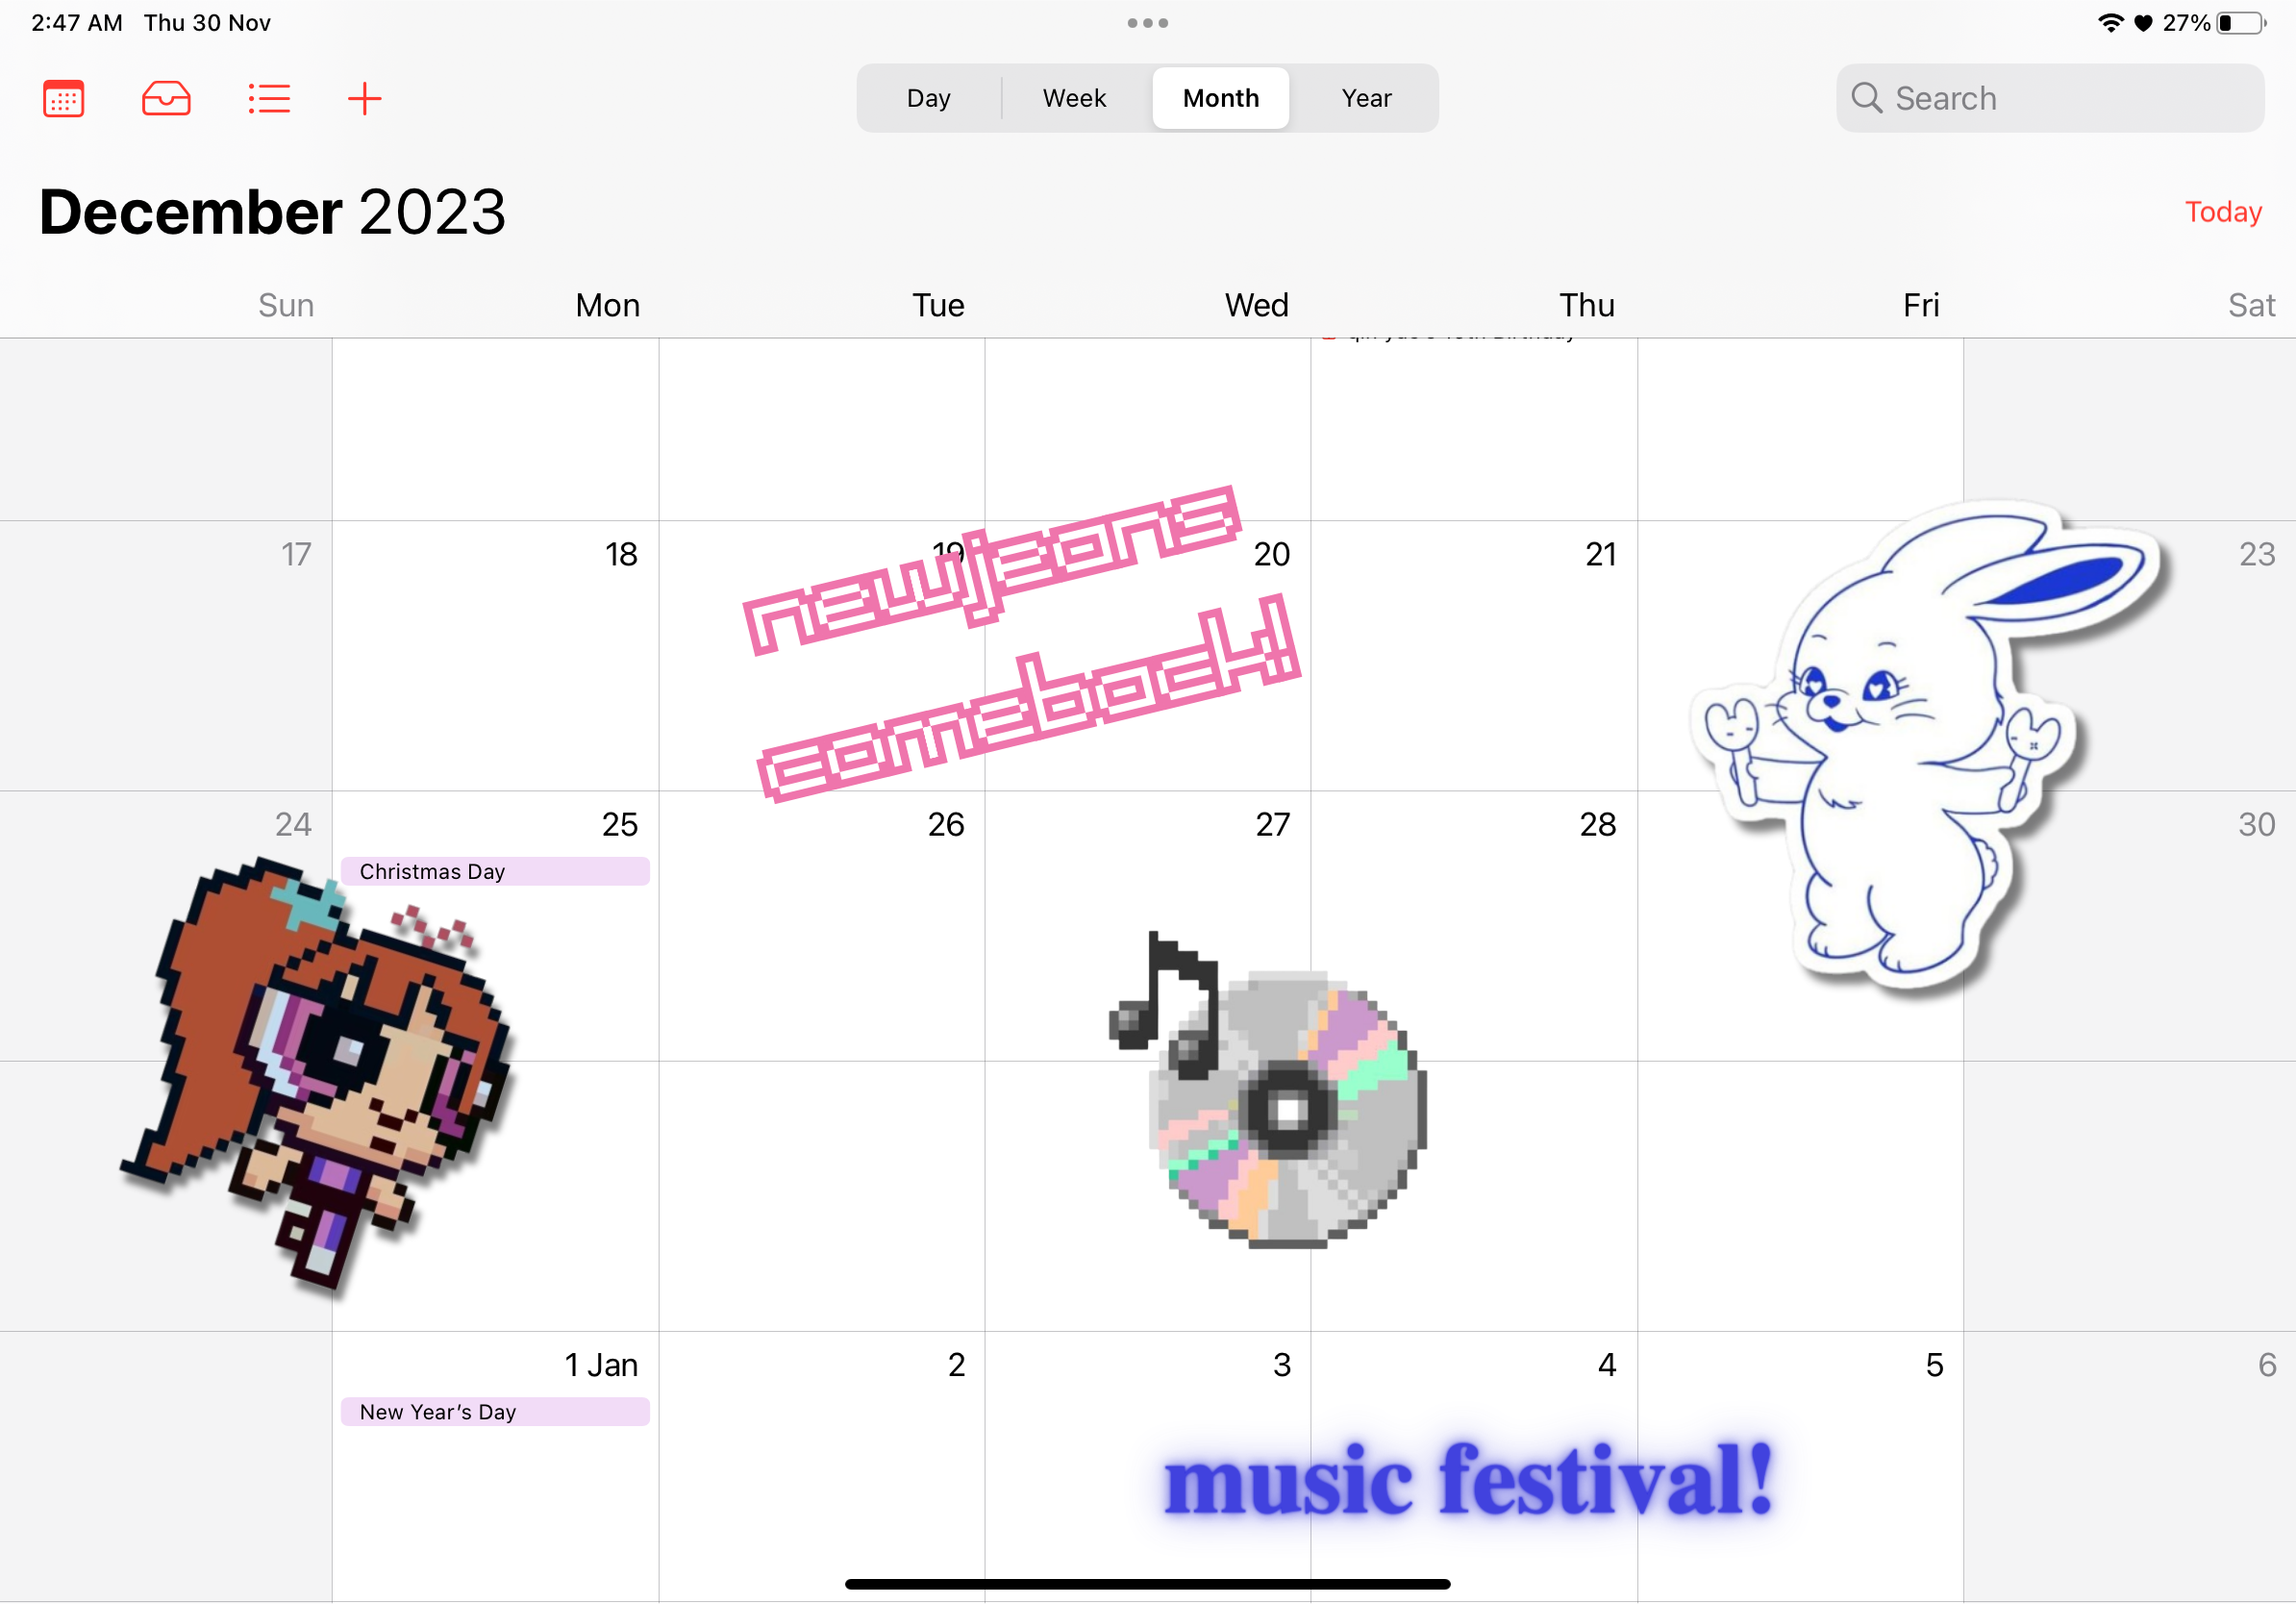 2:47 AM Thu 30 Nov
27%
Day Week Month Year
Search
December 2023
Today
Sun Mon Tue Wed Thu Fri Sat
17 18 19 20 21 23
newjeans
comeback!
24 25 26 27 28 30
Christmas Day
1 Jan 2 3 4 5 6
New Year's Day
music festival!